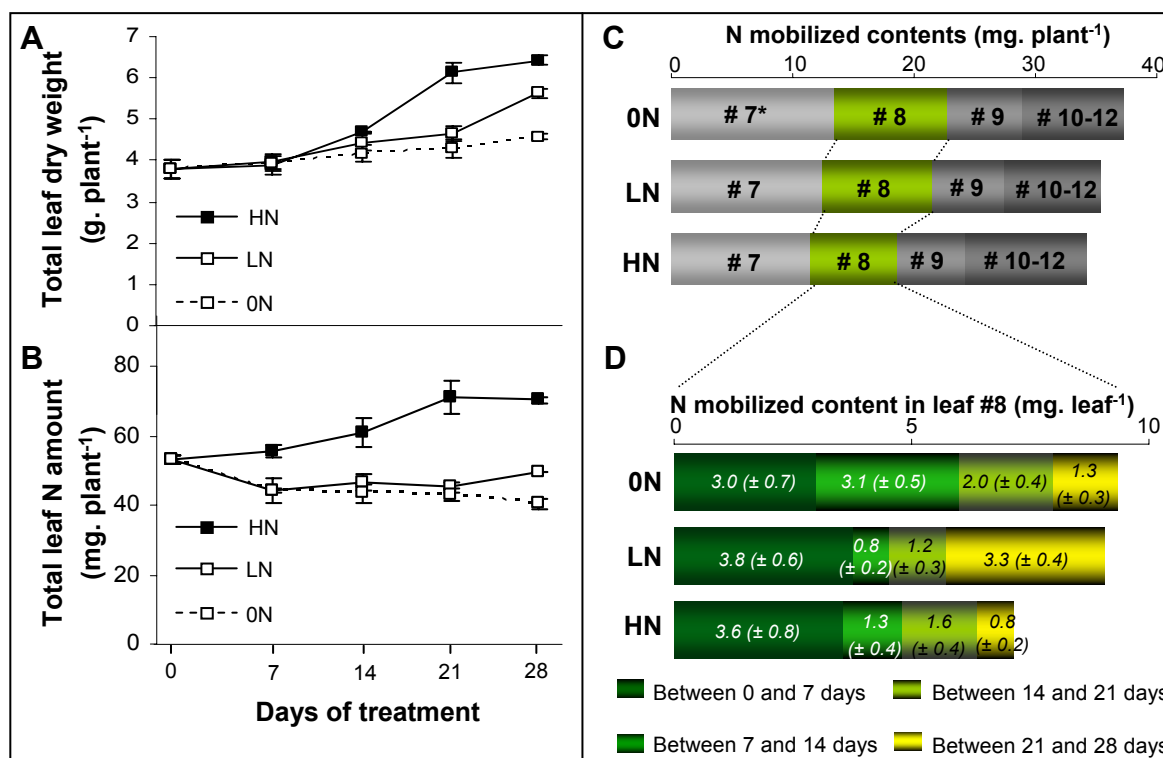 A
Total leaf dry weight
(g. plant-1)
7
6
5
4
3
2
1
0
HN
LN
0N
B
Total leaf N amount
(mg. plant-1)
80
60
40
20
0
HN
LN
0N
0 7 14 21 28
Days of treatment
C
N mobilized contents (mg. plant-1)
0 10 20 30 40
0N # 7* # 8 # 9 # 10-12
LN # 7 # 8 # 9 # 10-12
HN # 7 # 8 # 9 # 10-12
D
N mobilized content in leaf #8 (mg. leaf-1)
0 5 10
0N 3.0 (± 0.7) 3.1 (± 0.5) 2.0 (± 0.4) 1.3
(± 0.3)
LN 3.8 (± 0.6) 0.8 1.2 3.3 (± 0.4)
(± 0.2) (± 0.3)
HN 3.6 (± 0.8) 1.3 1.6 0.8
(± 0.4) (± 0.4) (± 0.2)
Between 0 and 7 days Between 14 and 21 days
Between 7 and 14 days Between 21 and 28 days